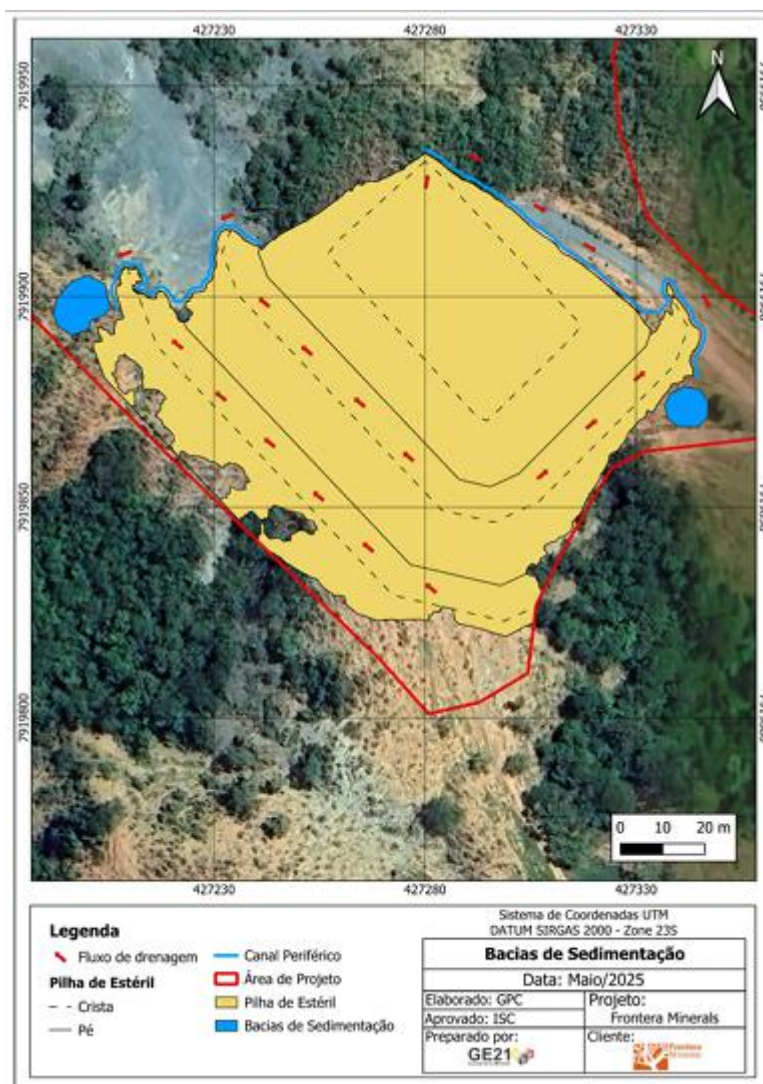 427230 427280 427330
N
7919950
7919900
7919850
7919800
0 10 20 m
427230 427280 427330
Legenda
Fluxo de drenagem
Pilha de Estéril
Crista
Pé
Canal Periférico
Área de Projeto
Pilha de Estéril
Bacias de Sedimentação
Sistema de Coordenadas UTM
DATUM SIRGAS 2000 - Zone 23S
Bacias de Sedimentação
Data: Maio/2025
Elaborado: GPC
Aprovado: ISC
Projeto:
Frontera Minerals
Preparado por:
GE21
Cliente:
Frontera
Minerals